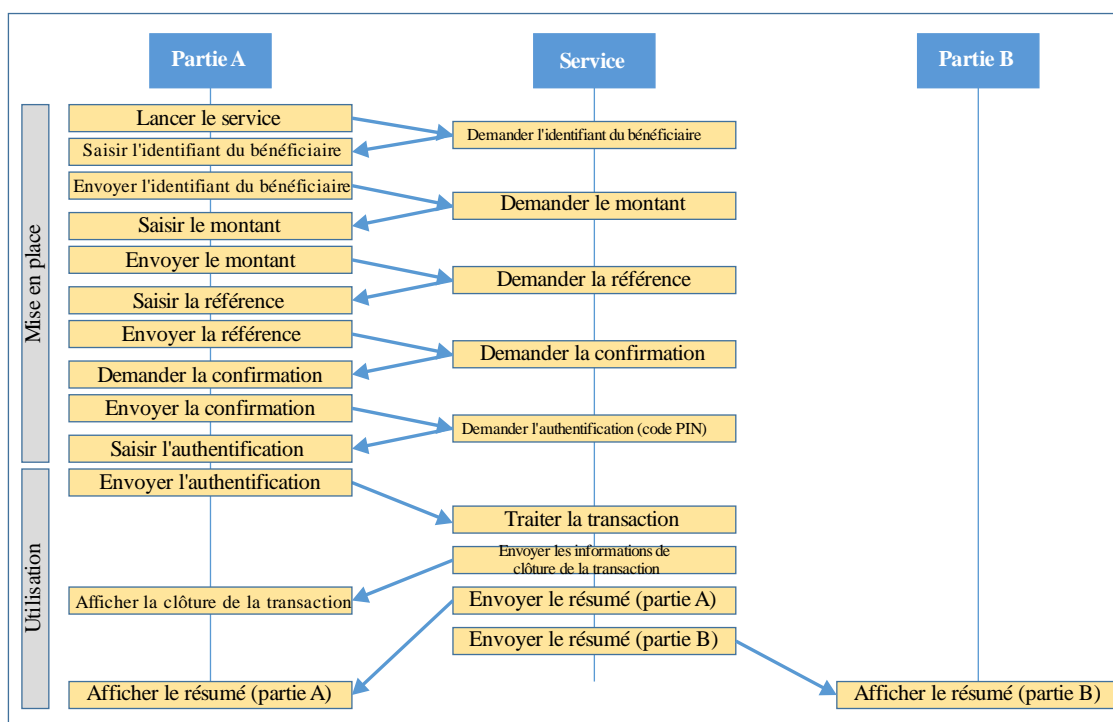 Partie A
Service
Partie B
Mise en place
Lancer le service
Demander l'identifiant du bénéficiaire
Saisir l'identifiant du bénéficiaire
Envoyer l'identifiant du bénéficiaire
Demander le montant
Saisir le montant
Envoyer le montant
Demander la référence
Saisir la référence
Envoyer la référence
Demander la confirmation
Demander la confirmation
Envoyer la confirmation
Demander l'authentification (code PIN)
Saisir l'authentification
Utilisation
Envoyer l'authentification
Traiter la transaction
Envoyer les informations de
clôture de la transaction
Afficher la clôture de la transaction
Envoyer le résumé (partie A)
Envoyer le résumé (partie B)
Afficher le résumé (partie A)
Afficher le résumé (partie B)